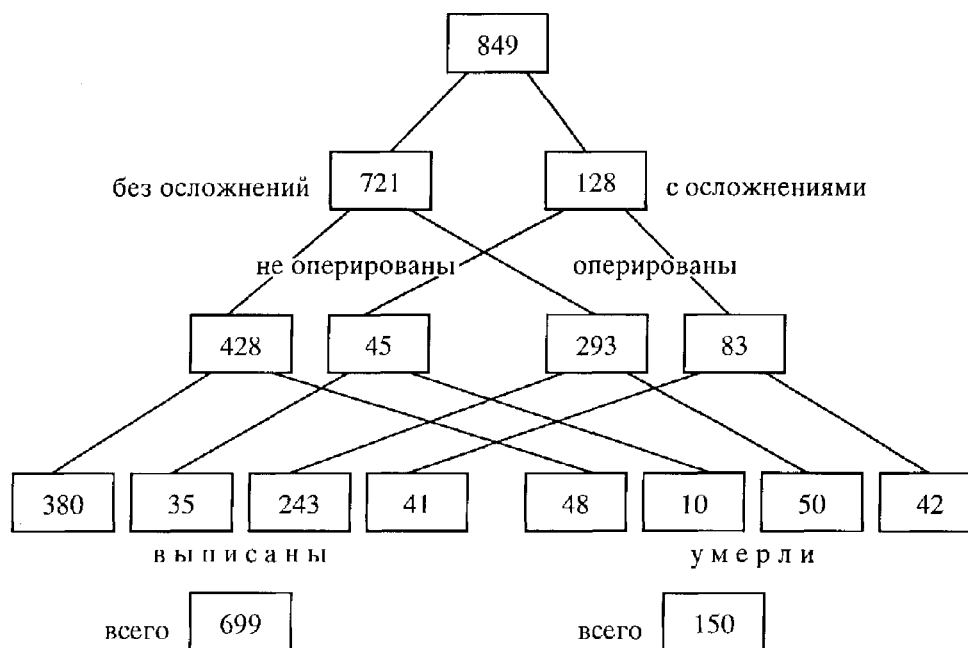 849
без осложнений 721 128 с осложнениями
не оперированы оперированы
428 45 293 83
380 35 243 41 48 10 50 42
выписаны умерли
всего 699 всего 150